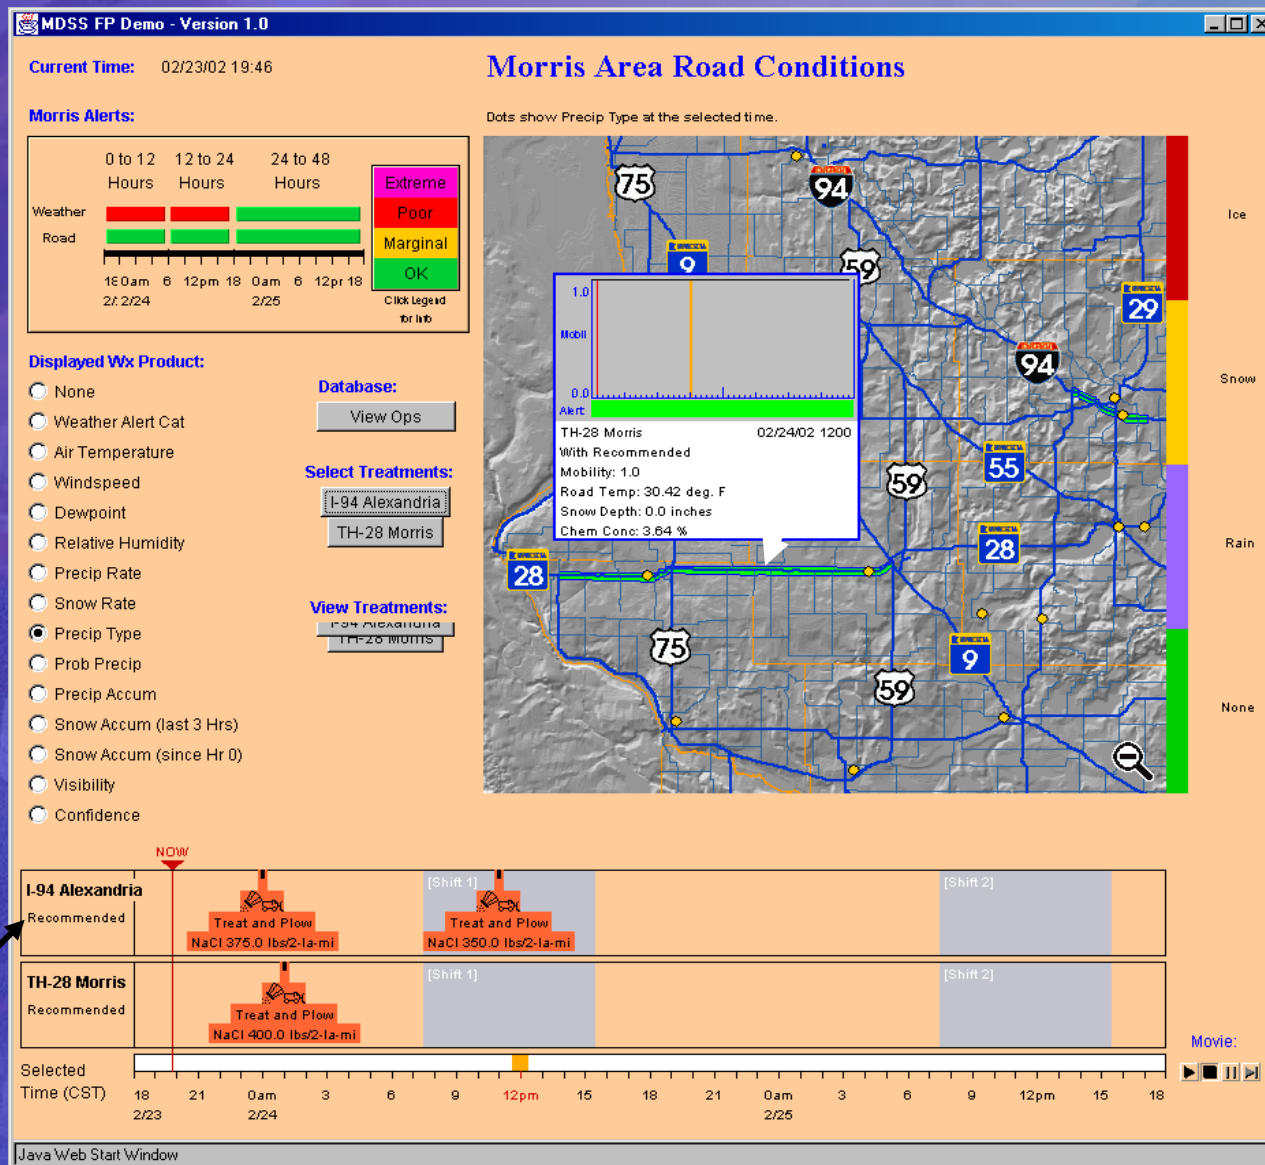 MDSS FP Demo - Version 1.0
Current Time: 02/23/02 19:46
Morris Area Road Conditions
Morris Alerts:
Dots show Precip Type at the selected time.
0 to 12 Hours
12 to 24 Hours
24 to 48 Hours
Weather
Road
0am 6 12pm 18 0am 6 12pr 18
2/24 2/25
Extreme
Poor
Marginal
OK
Click Legend
for Info
Displayed Wx Product:
None
Weather Alert Cat
Air Temperature
Windspeed
Dewpoint
Relative Humidity
Precip Rate
Snow Rate
Precip Type
Prob Precip
Precip Accum
Snow Accum (last 3 Hrs)
Snow Accum (since Hr 0)
Visibility
Confidence
Database:
View Ops
Select Treatments:
I-94 Alexandria
TH-28 Morris
View Treatments:
I-94 Alexandria
TH-28 Morris
75
94
9
59
29
94
55
59
28
28
75
9
59
1.0
Mobil
0.0
Alert
TH-28 Morris 02/24/02 1200
With Recommended
Mobility: 1.0
Road Temp: 30.42 deg. F
Snow Depth: 0.0 inches
Chem Conc: 3.64 %
Ice
Snow
Rain
None
NOW
I-94 Alexandria
Recommended
Treat and Plow
NaCl 375.0 lbs/2-la-mi
[Shift 1]
Treat and Plow
NaCl 350.0 lbs/2-la-mi
[Shift 2]
TH-28 Morris
Recommended
Treat and Plow
NaCl 400.0 lbs/2-la-mi
[Shift 1]
[Shift 2]
Movie:
Selected
Time (CST)
18 21 0am 3 6 9 12pm 15 18 21 0am 3 6 9 12pm 15 18
2/23 2/24 2/25
Java Web Start Window